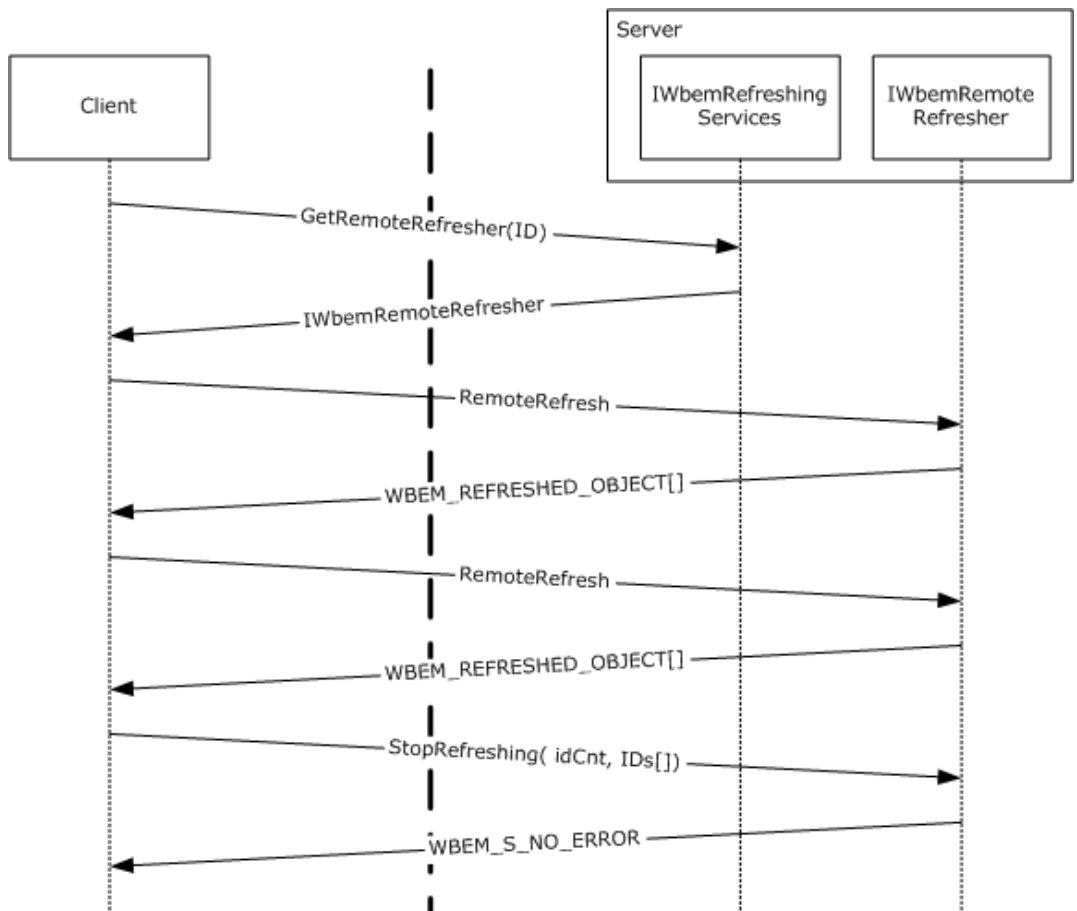 Server
Client
IWbemRefreshing
Services
IWbemRemote
Refresher
GetRemoteRefresher(ID)
IWbemRemoteRefresher
RemoteRefresh
WBEM_REFRESHED_OBJECT[]
RemoteRefresh
WBEM_REFRESHED_OBJECT[]
StopRefreshing( idCnt, IDs[])
WBEM_S_NO_ERROR